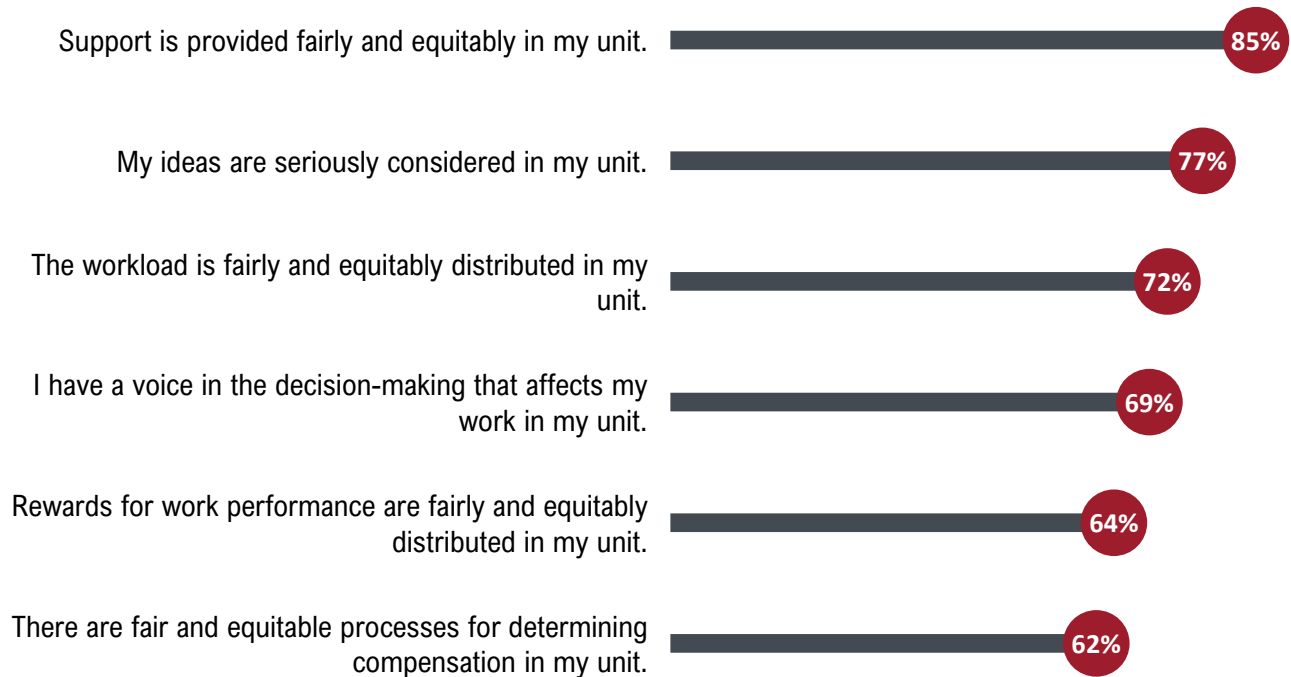 Support is provided fairly and equitably in my unit.
85%
My ideas are seriously considered in my unit.
77%
The workload is fairly and equitably distributed in my
unit.
72%
I have a voice in the decision-making that affects my
work in my unit.
69%
Rewards for work performance are fairly and equitably
distributed in my unit.
64%
There are fair and equitable processes for determining
compensation in my unit.
62%